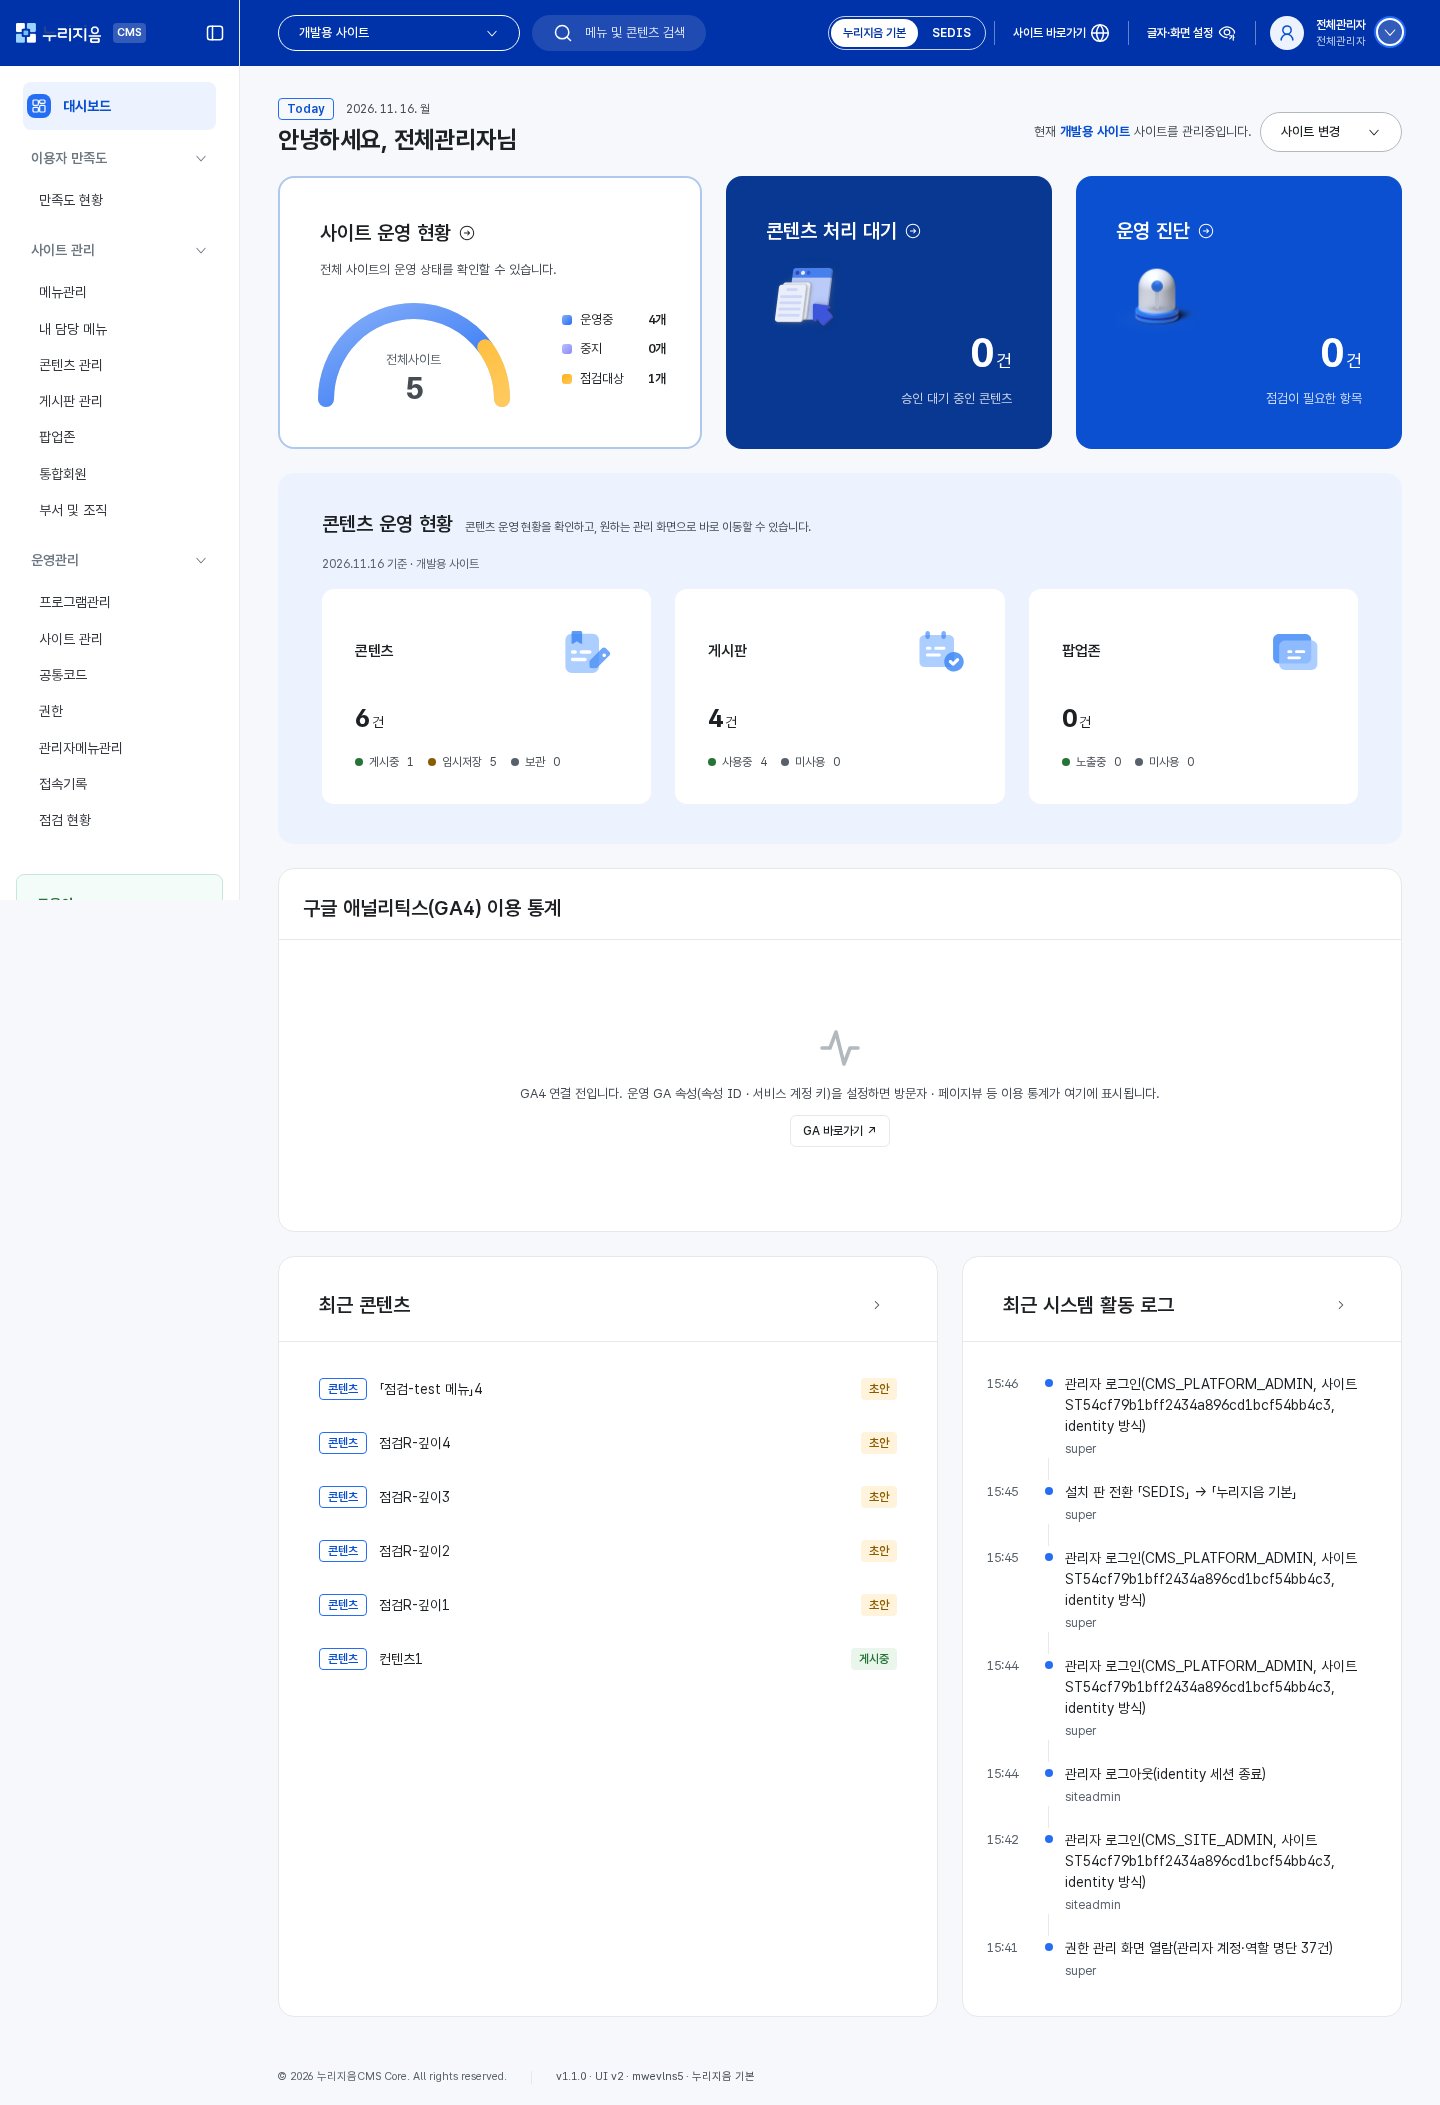 누리지음 CMS
개발용 사이트
메뉴 및 콘텐츠 검색
누리지음 기본
SEDIS
사이트 바로가기
글자·화면 설정
전체관리자
전체관리자
대시보드
이용자 만족도
만족도 현황
사이트 관리
메뉴관리
내 담당 메뉴
콘텐츠 관리
게시판 관리
팝업존
통합회원
부서 및 조직
운영관리
프로그램관리
사이트 관리
공통코드
권한
관리자메뉴관리
접속기록
점검 현황
Today 2026. 11. 16. 월
안녕하세요, 전체관리자님
현재 개발용 사이트 사이트를 관리중입니다.
사이트 변경
사이트 운영 현황
전체 사이트의 운영 상태를 확인할 수 있습니다.
전체사이트
5
운영중 4개
중지 0개
점검대상 1개
콘텐츠 처리 대기
0건
승인 대기 중인 콘텐츠
운영 진단
0건
점검이 필요한 항목
콘텐츠 운영 현황 콘텐츠 운영 현황을 확인하고, 원하는 관리 화면으로 바로 이동할 수 있습니다.
2026.11.16 기준 · 개발용 사이트
콘텐츠
6건
게시중 1 임시저장 5 보관 0
게시판
4건
사용중 4 미사용 0
팝업존
0건
노출중 0 미사용 0
구글 애널리틱스(GA4) 이용 통계
GA4 연결 전입니다. 운영 GA 속성(속성 ID · 서비스 계정 키)을 설정하면 방문자 · 페이지뷰 등 이용 통계가 여기에 표시됩니다.
GA 바로가기 ↗
최근 콘텐츠
콘텐츠 「점검-test 메뉴」4 초안
콘텐츠 점검R-깊이4 초안
콘텐츠 점검R-깊이3 초안
콘텐츠 점검R-깊이2 초안
콘텐츠 점검R-깊이1 초안
콘텐츠 컨텐츠1 게시중
최근 시스템 활동 로그
15:46 관리자 로그인(CMS_PLATFORM_ADMIN, 사이트
ST54cf79b1bff2434a896cd1bcf54bb4c3,
identity 방식)
super
15:45 설치 판 전환 「SEDIS」 → 「누리지음 기본」
super
15:45 관리자 로그인(CMS_PLATFORM_ADMIN, 사이트
ST54cf79b1bff2434a896cd1bcf54bb4c3,
identity 방식)
super
15:44 관리자 로그인(CMS_PLATFORM_ADMIN, 사이트
ST54cf79b1bff2434a896cd1bcf54bb4c3,
identity 방식)
super
15:44 관리자 로그아웃(identity 세션 종료)
siteadmin
15:42 관리자 로그인(CMS_SITE_ADMIN, 사이트
ST54cf79b1bff2434a896cd1bcf54bb4c3,
identity 방식)
siteadmin
15:41 권한 관리 화면 열람(관리자 계정·역할 명단 37건)
super
© 2026 누리지음CMS Core. All rights reserved.
v1.1.0 · UI v2 · mwevlns5 · 누리지음 기본